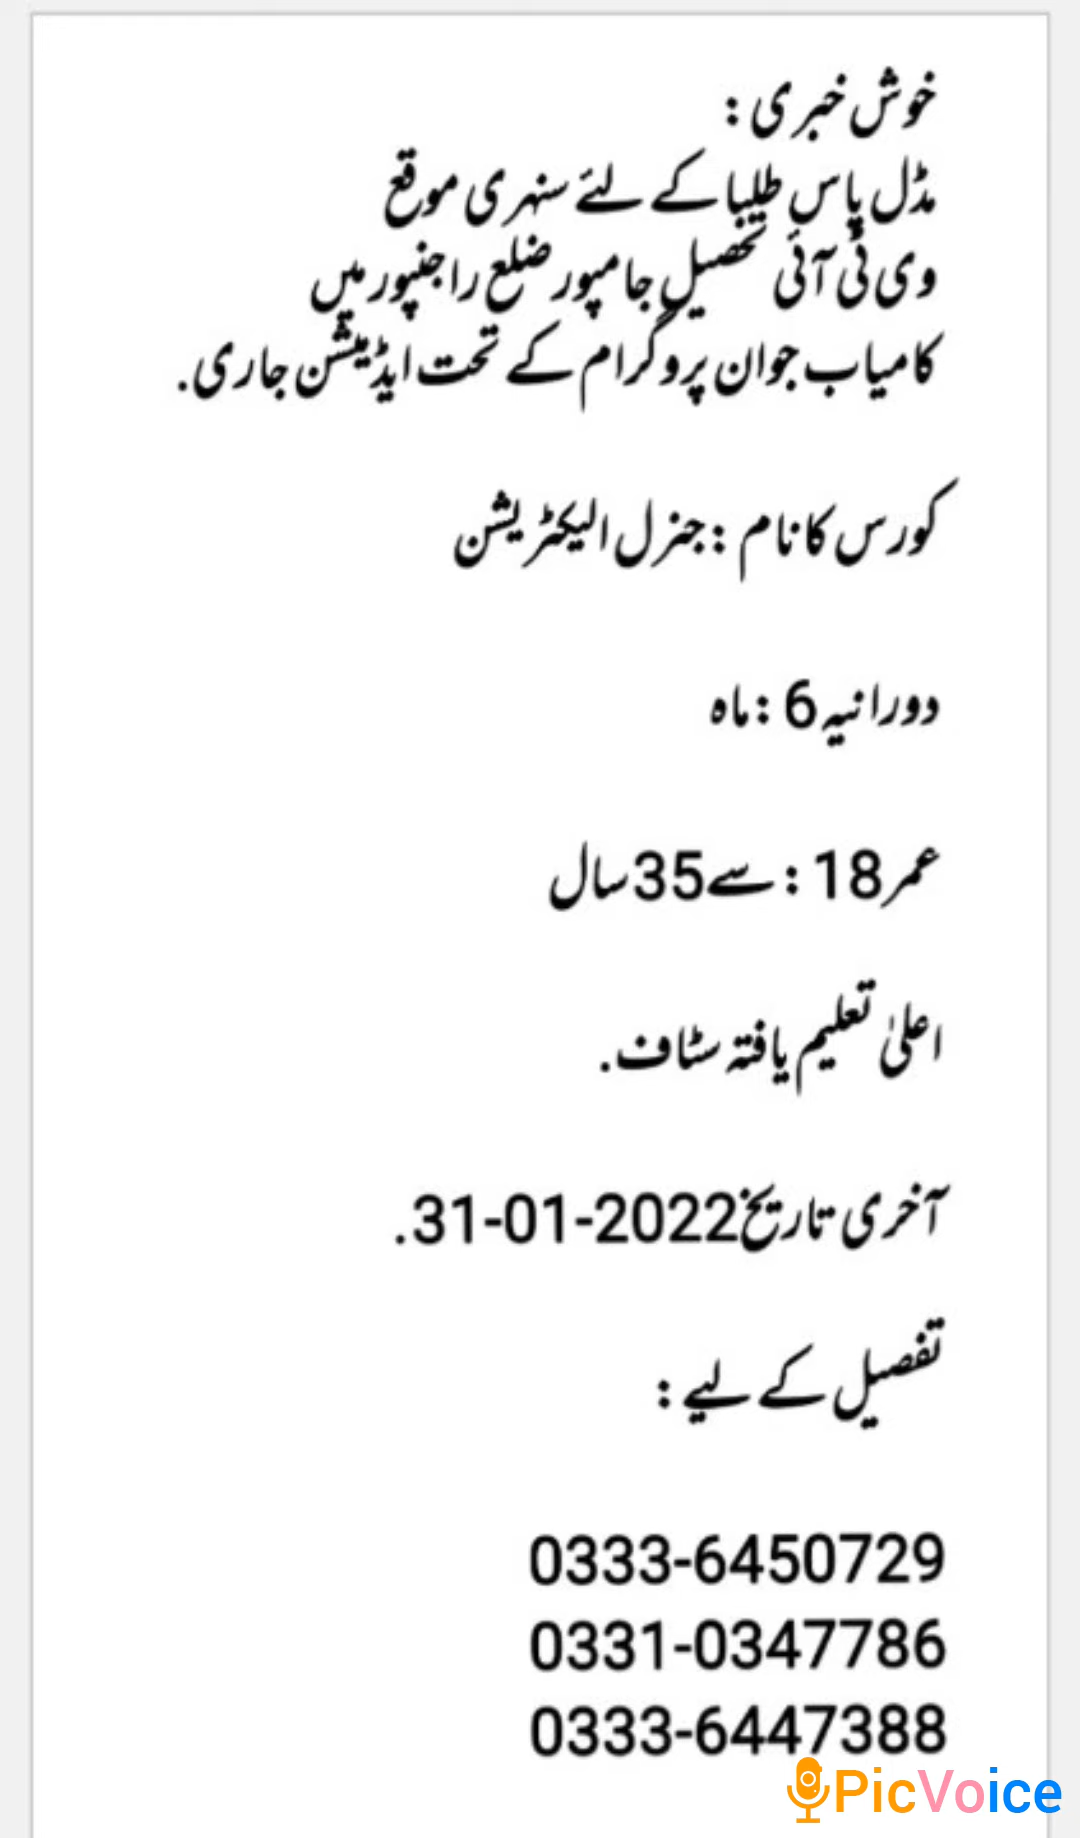 خوش خبری :
مڈل پاس طلبا کے لئے سنہری موقع
وی ٹی آئی تحصیل جامپور ضلع راجنپور میں
کامیاب جوان پروگرام کے تحت ایڈمیشن جاری.
کورس کا نام : جنرل الیکٹریشن
دورانیہ 6 : ماہ
عمر 18 : سے 35 سال
اعلیٰ تعلیم یافتہ سٹاف.
آخری تاریخ 31-01-2022.
تفصیل کے لیے :
0333-6450729
0331-0347786
0333-6447388
PicVoice